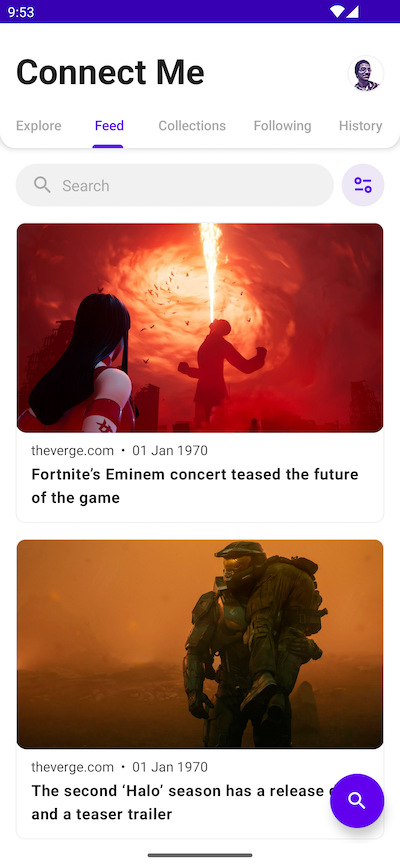 9:53
Connect Me
Explore
Feed
Collections
Following
History
Search
theverge.com • 01 Jan 1970
Fortnite’s Eminem concert teased the future
of the game
theverge.com • 01 Jan 1970
The second ‘Halo’ season has a release
and a teaser trailer